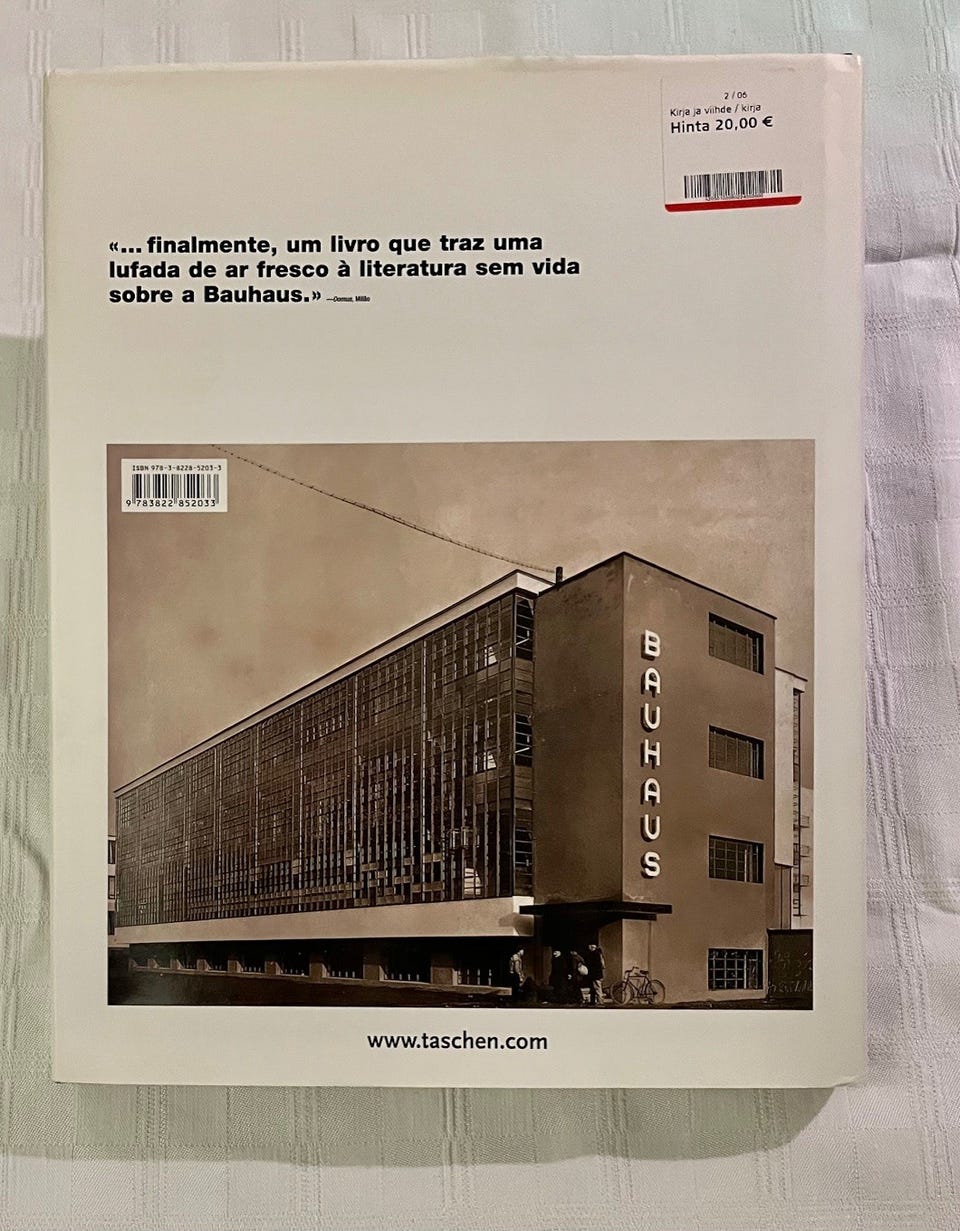 2 / 06
Kirja ja viihde / kirja
Hinta 20,00 €
«... finalmente, um livro que traz uma
lufada de ar fresco à literatura sem vida
sobre a Bauhaus.» —Domus, Milão
ISBN 978-3-8228-5203-3
9 783822 852033
BAUHAUS
www.taschen.com